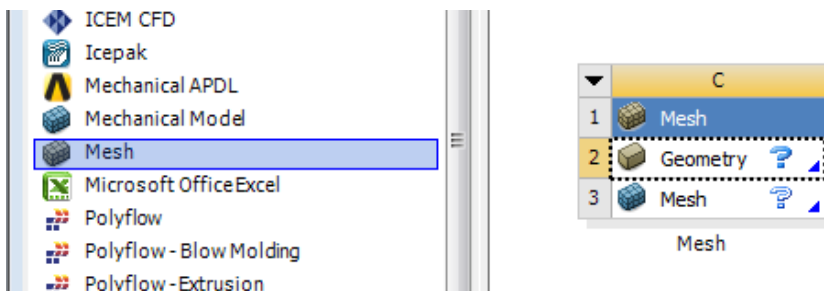 ICEM CFD
Icepak
Mechanical APDL
Mechanical Model
Mesh
Microsoft Office Excel
Polyflow
Polyflow - Blow Molding
Polyflow - Extrusion
C
1 Mesh
2 Geometry ?
3 Mesh ?
Mesh